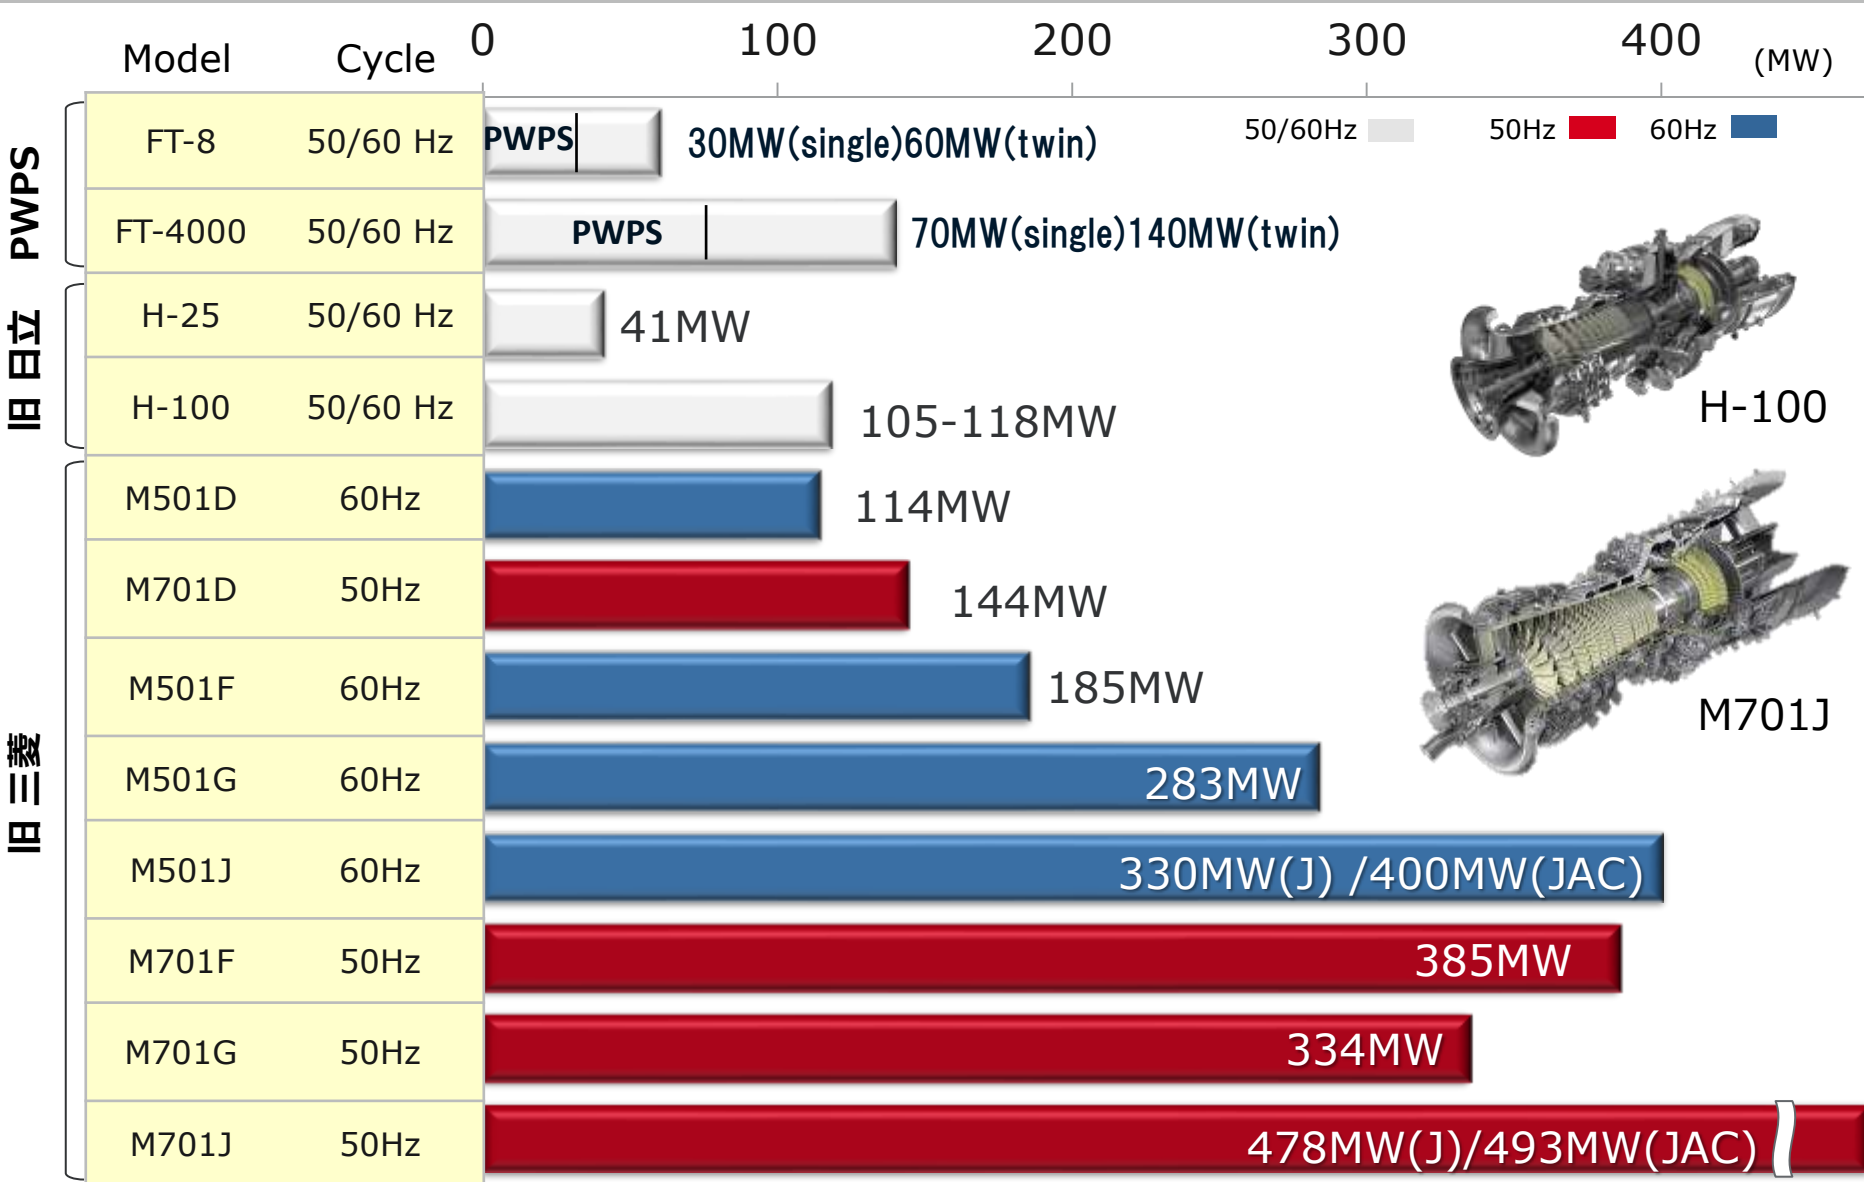 Model Cycle 0 100 200 300 400 (MW)
50/60Hz 50Hz 60Hz
PWPS
FT-8 50/60 Hz PWPS 30MW(single)60MW(twin)
FT-4000 50/60 Hz PWPS 70MW(single)140MW(twin)
旧 日立
H-25 50/60 Hz 41MW
H-100 50/60 Hz 105-118MW
H-100
旧 三菱
M501D 60Hz 114MW
M701D 50Hz 144MW
M501F 60Hz 185MW
M701J
M501G 60Hz 283MW
M501J 60Hz 330MW(J) /400MW(JAC)
M701F 50Hz 385MW
M701G 50Hz 334MW
M701J 50Hz 478MW(J)/493MW(JAC)